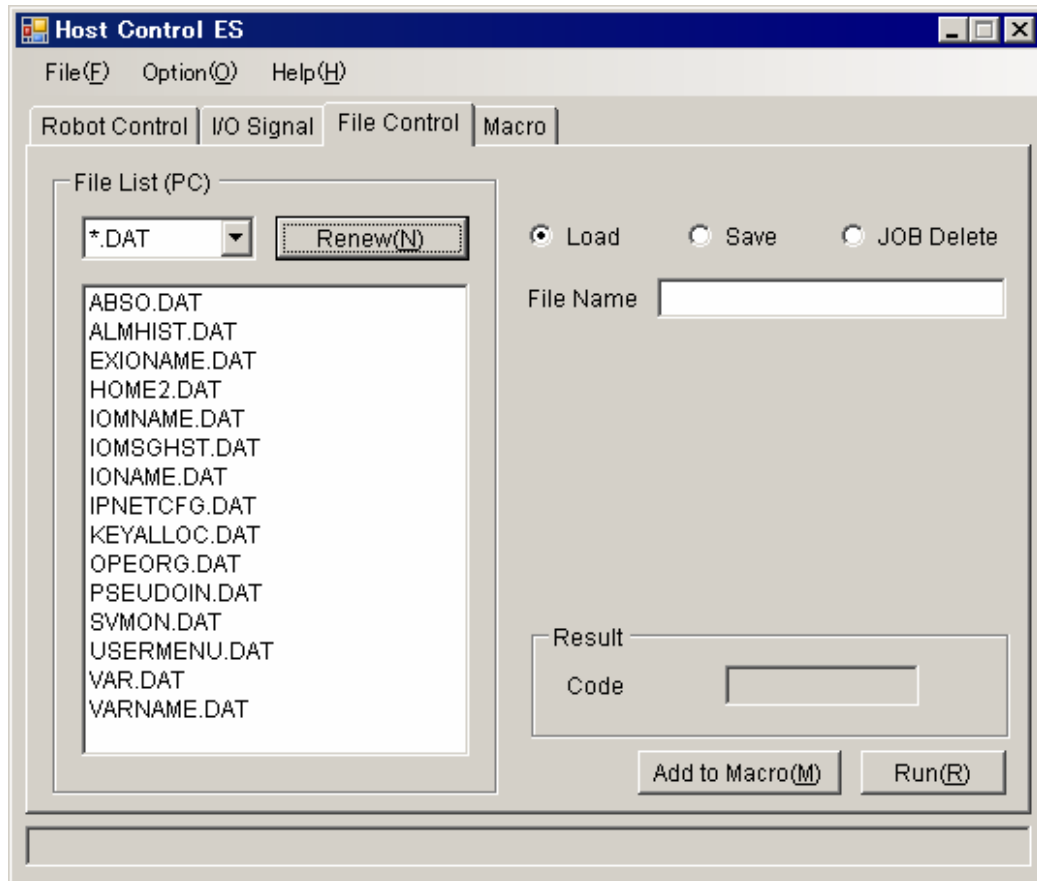 Host Control ES
File(F) Option(O) Help(H)
Robot Control I/O Signal File Control Macro
File List (PC)
*.DAT Renew(N)
ABSO.DAT
ALMHIST.DAT
EXIONAME.DAT
HOME2.DAT
IOMNAME.DAT
IOMSGHST.DAT
IONAME.DAT
IPNETCFG.DAT
KEYALLOC.DAT
OPEORG.DAT
PSEUDOIN.DAT
SVMON.DAT
USERMENU.DAT
VAR.DAT
VARNAME.DAT
Load Save JOB Delete
File Name
Result
Code
Add to Macro(M) Run(R)